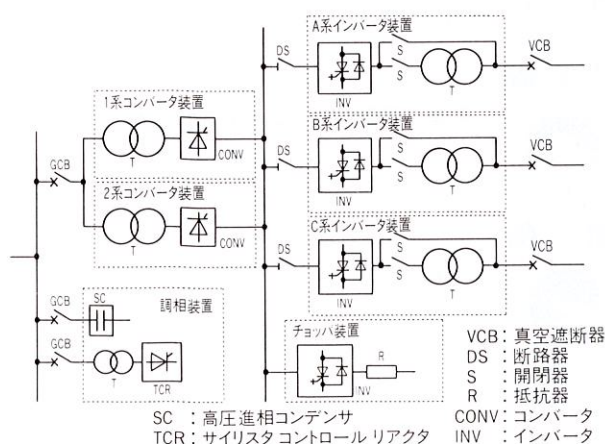 A系インバータ装置
DS
S
S
VCB
INV
T
1系コンバータ装置
T
CONV
GCB
B系インバータ装置
DS
S
S
VCB
INV
T
2系コンバータ装置
T
CONV
C系インバータ装置
DS
S
S
VCB
INV
T
調相装置
GCB
SC
GCB
T
TCR
チョッパ装置
R
INV
VCB：真空遮断器
DS：断路器
S：開閉器
R：抵抗器
SC：高圧進相コンデンサ
CONV：コンバータ
TCR：サイリスタ コントロール リアクタ
INV：インバータ